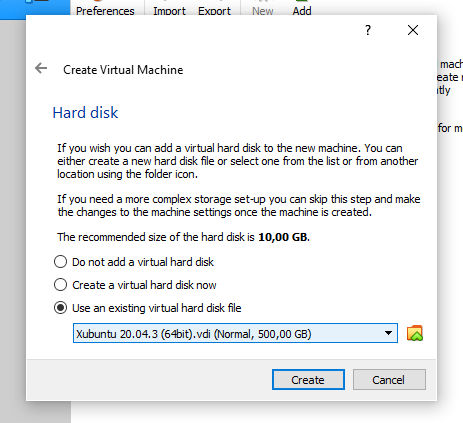 Preferences Import Export New Add
?
Create Virtual Machine
Hard disk
If you wish you can add a virtual hard disk to the new machine. You can
either create a new hard disk file or select one from the list or from another
location using the folder icon.
If you need a more complex storage set-up you can skip this step and make
the changes to the machine settings once the machine is created.
The recommended size of the hard disk is 10,00 GB.
Do not add a virtual hard disk
Create a virtual hard disk now
Use an existing virtual hard disk file
Xubuntu 20.04.3 (64bit).vdi (Normal, 500,00 GB)
Create Cancel
for m